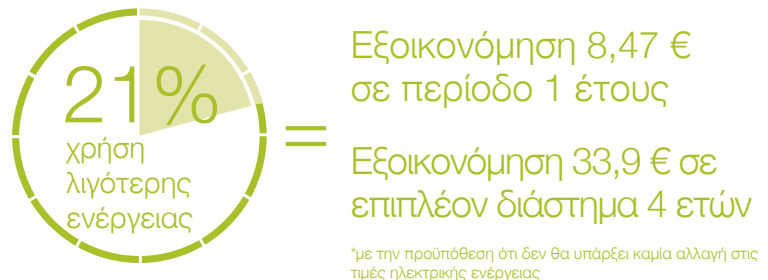 21%
χρήση
λιγότερης
ενέργειας
=
Εξοικονόμηση 8,47 €
σε περίοδο 1 έτους
Εξοικονόμηση 33,9 € σε
επιπλέον διάστημα 4 ετών
*με την προϋπόθεση ότι δεν θα υπάρξει καμία αλλαγή στις
τιμές ηλεκτρικής ενέργειας